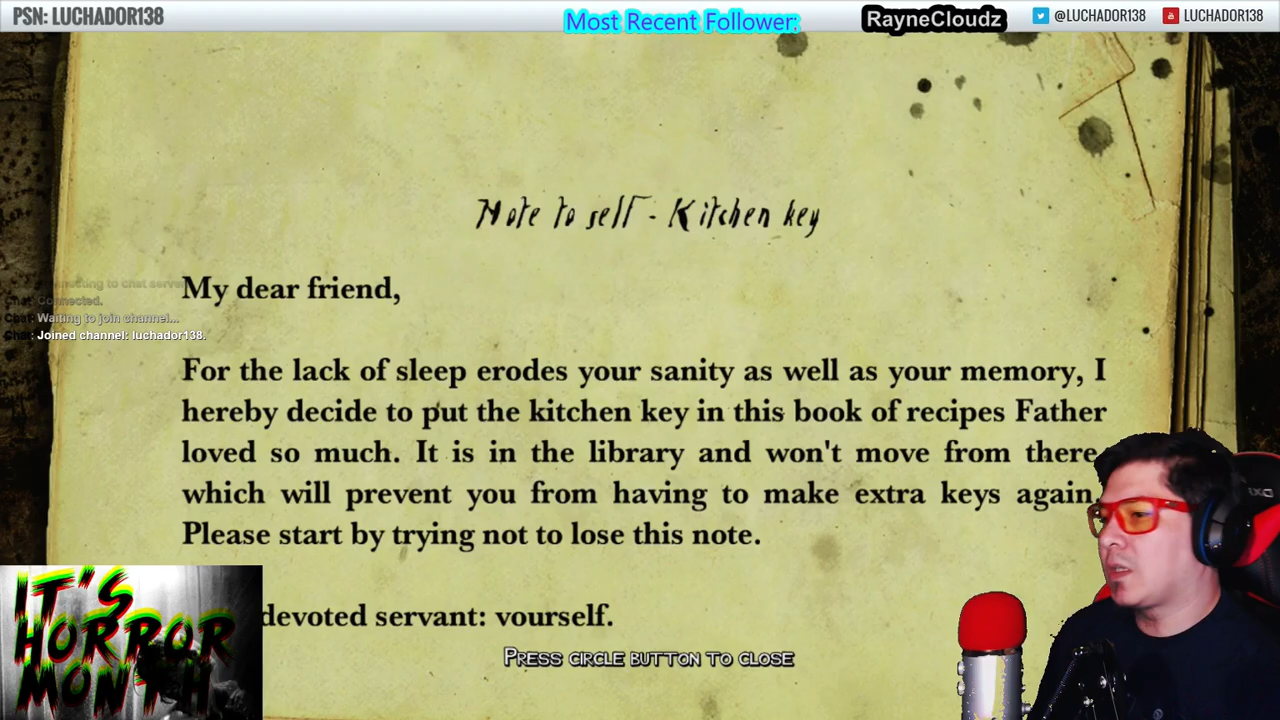 PSN: LUCHADOR138
Most Recent Follower:
RayneCloudz
@LUCHADOR138
LUCHADOR138
Note to self - Kitchen key
My dear friend,
Connected.
Chat: Waiting to join channel...
Chat: Joined channel: luchador138.
For the lack of sleep erodes your sanity as well as your memory, I
hereby decide to put the kitchen key in this book of recipes Father
loved so much. It is in the library and won't move from there
which will prevent you from having to make extra keys again.
Please start by trying not to lose this note.
devoted servant: yourself.
PRESS CIRCLE BUTTON TO CLOSE
IT'S
HORROR
MONTH